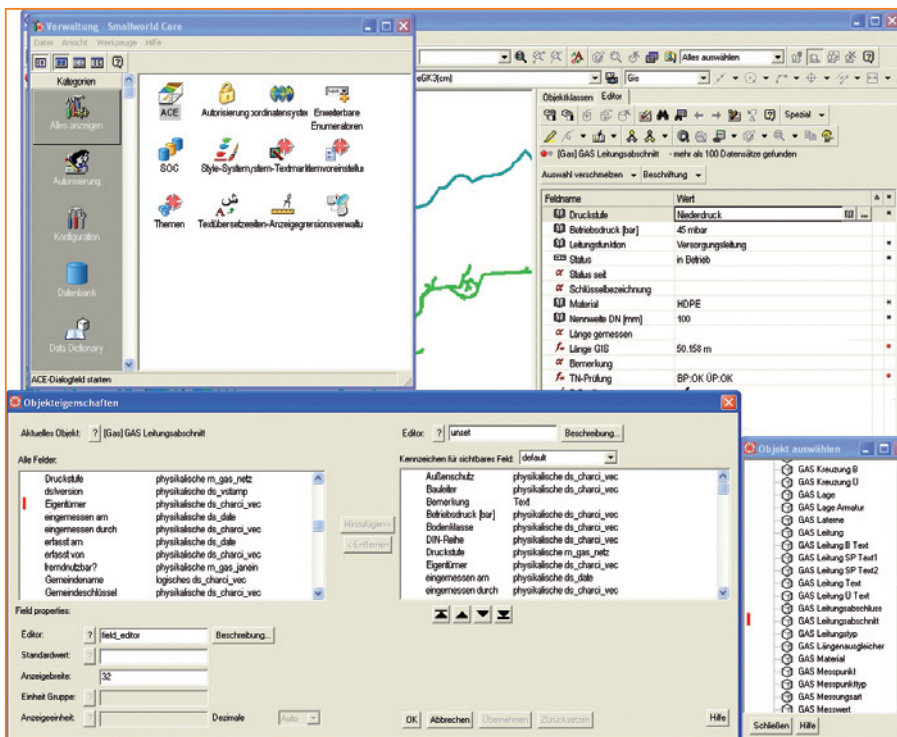 Verwaltung - Smallworld Core
Datei Ansicht Werkzeuge Hilfe
Kategorien
Alles anzeigen
Autorisierung
Konfiguration
Datenbank
Data Dictionary
ACE
Autorisierung
Erweiterbare
Enumeratoren
SOC
Themen
ACE-Dialogfeld starten
Alles auswählen
eGK3(cm)
Gis
Objektklassen Editor
Spezial
[Gas] GAS Leitungsabschnitt - mehr als 100 Datensätze gefunden
Auswahl verschmelzen Beschriftung
Feldname Wert
Druckstufe Niederdruck
Betriebsdruck [bar] 45 mbar
Leitungsfunktion Versorgungsleitung
Status in Betrieb
Status seit
Schlüsselbezeichnung
Material HDPE
Nennweite DN [mm] 100
Länge gemessen
Länge GIS 50.158 m
Bemerkung
TN-Prüfung BP:OK ÜP:OK
Objekteigenschaften
Aktuelles Objekt: ? [Gas] GAS Leitungsabschnitt
Editor: ? unset Beschreibung...
Alle Felder:
Kennzeichen für sichtbares Feld: default
Druckstufe physikalische m_gas_netz
dslversion physikalische ds_vstamp
Eigentümer physikalische ds_charci_vec
eingemessen am physikalische ds_date
eingemessen durch physikalische ds_charci_vec
erfasst am physikalische ds_date
erfasst von physikalische ds_charci_vec
fremdnutzbar? physikalische m_gas_janein
Gemeindename logisches ds_charci_vec
Gemeindeschlüssel physikalische ds_charci_vec
Hinzufügen>>
<<Entfernen
Außenschutz physikalische ds_charci_vec
Bauleiter physikalische ds_charci_vec
Bemerkung Text
Betriebsdruck [bar] physikalische ds_charci_vec
Bodenklasse physikalische ds_charci_vec
DIN-Reihe physikalische ds_charci_vec
Druckstufe physikalische m_gas_netz
Eigentümer physikalische ds_charci_vec
eingemessen am physikalische ds_date
eingemessen durch physikalische ds_charci_vec
Field properties:
Editor: ? field_editor Beschreibung...
Standardwert: ?
Anzeigebreite: 32
Einheit Gruppe: ?
Anzeigeeinheit: ? Dezimale Auto
OK Abbrechen Übernehmen Zurücksetzen Hilfe
Objekt auswählen
GAS Kreuzung B
GAS Kreuzung Ü
GAS Lage
GAS Lage Armatur
GAS Laterne
GAS Leitung
GAS Leitung B Text
GAS Leitung SP Text1
GAS Leitung SP Text2
GAS Leitung Text
GAS Leitung Ü Text
GAS Leitungsabschluss
GAS Leitungsabschnitt
GAS Leitungstyp
GAS Längenausgleicher
GAS Material
GAS Messpunkt
GAS Messpunkttyp
GAS Messungsart
GAS Messwert
Schließen Hilfe